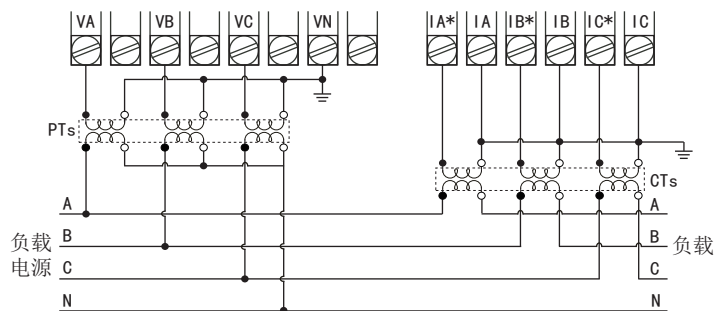 VA VB VC VN IA* IA IB* IB IC* IC
PTs
CTs
A A
负载 B B 负载
电源 C C
N N